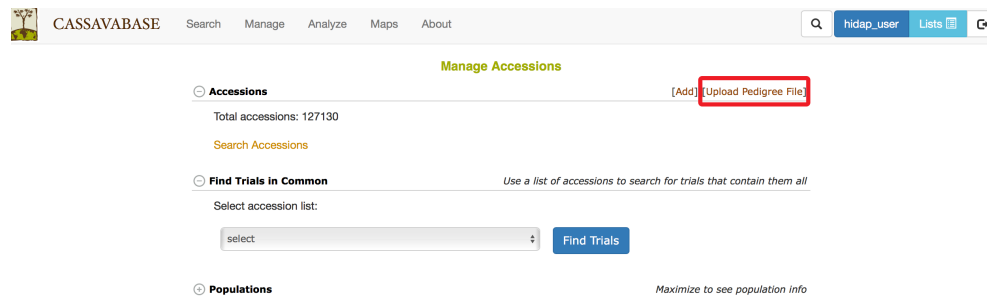 CASSAVABASE Search Manage Analyze Maps About hidap_user Lists
Manage Accessions
Accessions [Add] [Upload Pedigree File]
Total accessions: 127130
Search Accessions
Find Trials in Common Use a list of accessions to search for trials that contain them all
Select accession list:
select Find Trials
Populations Maximize to see population info